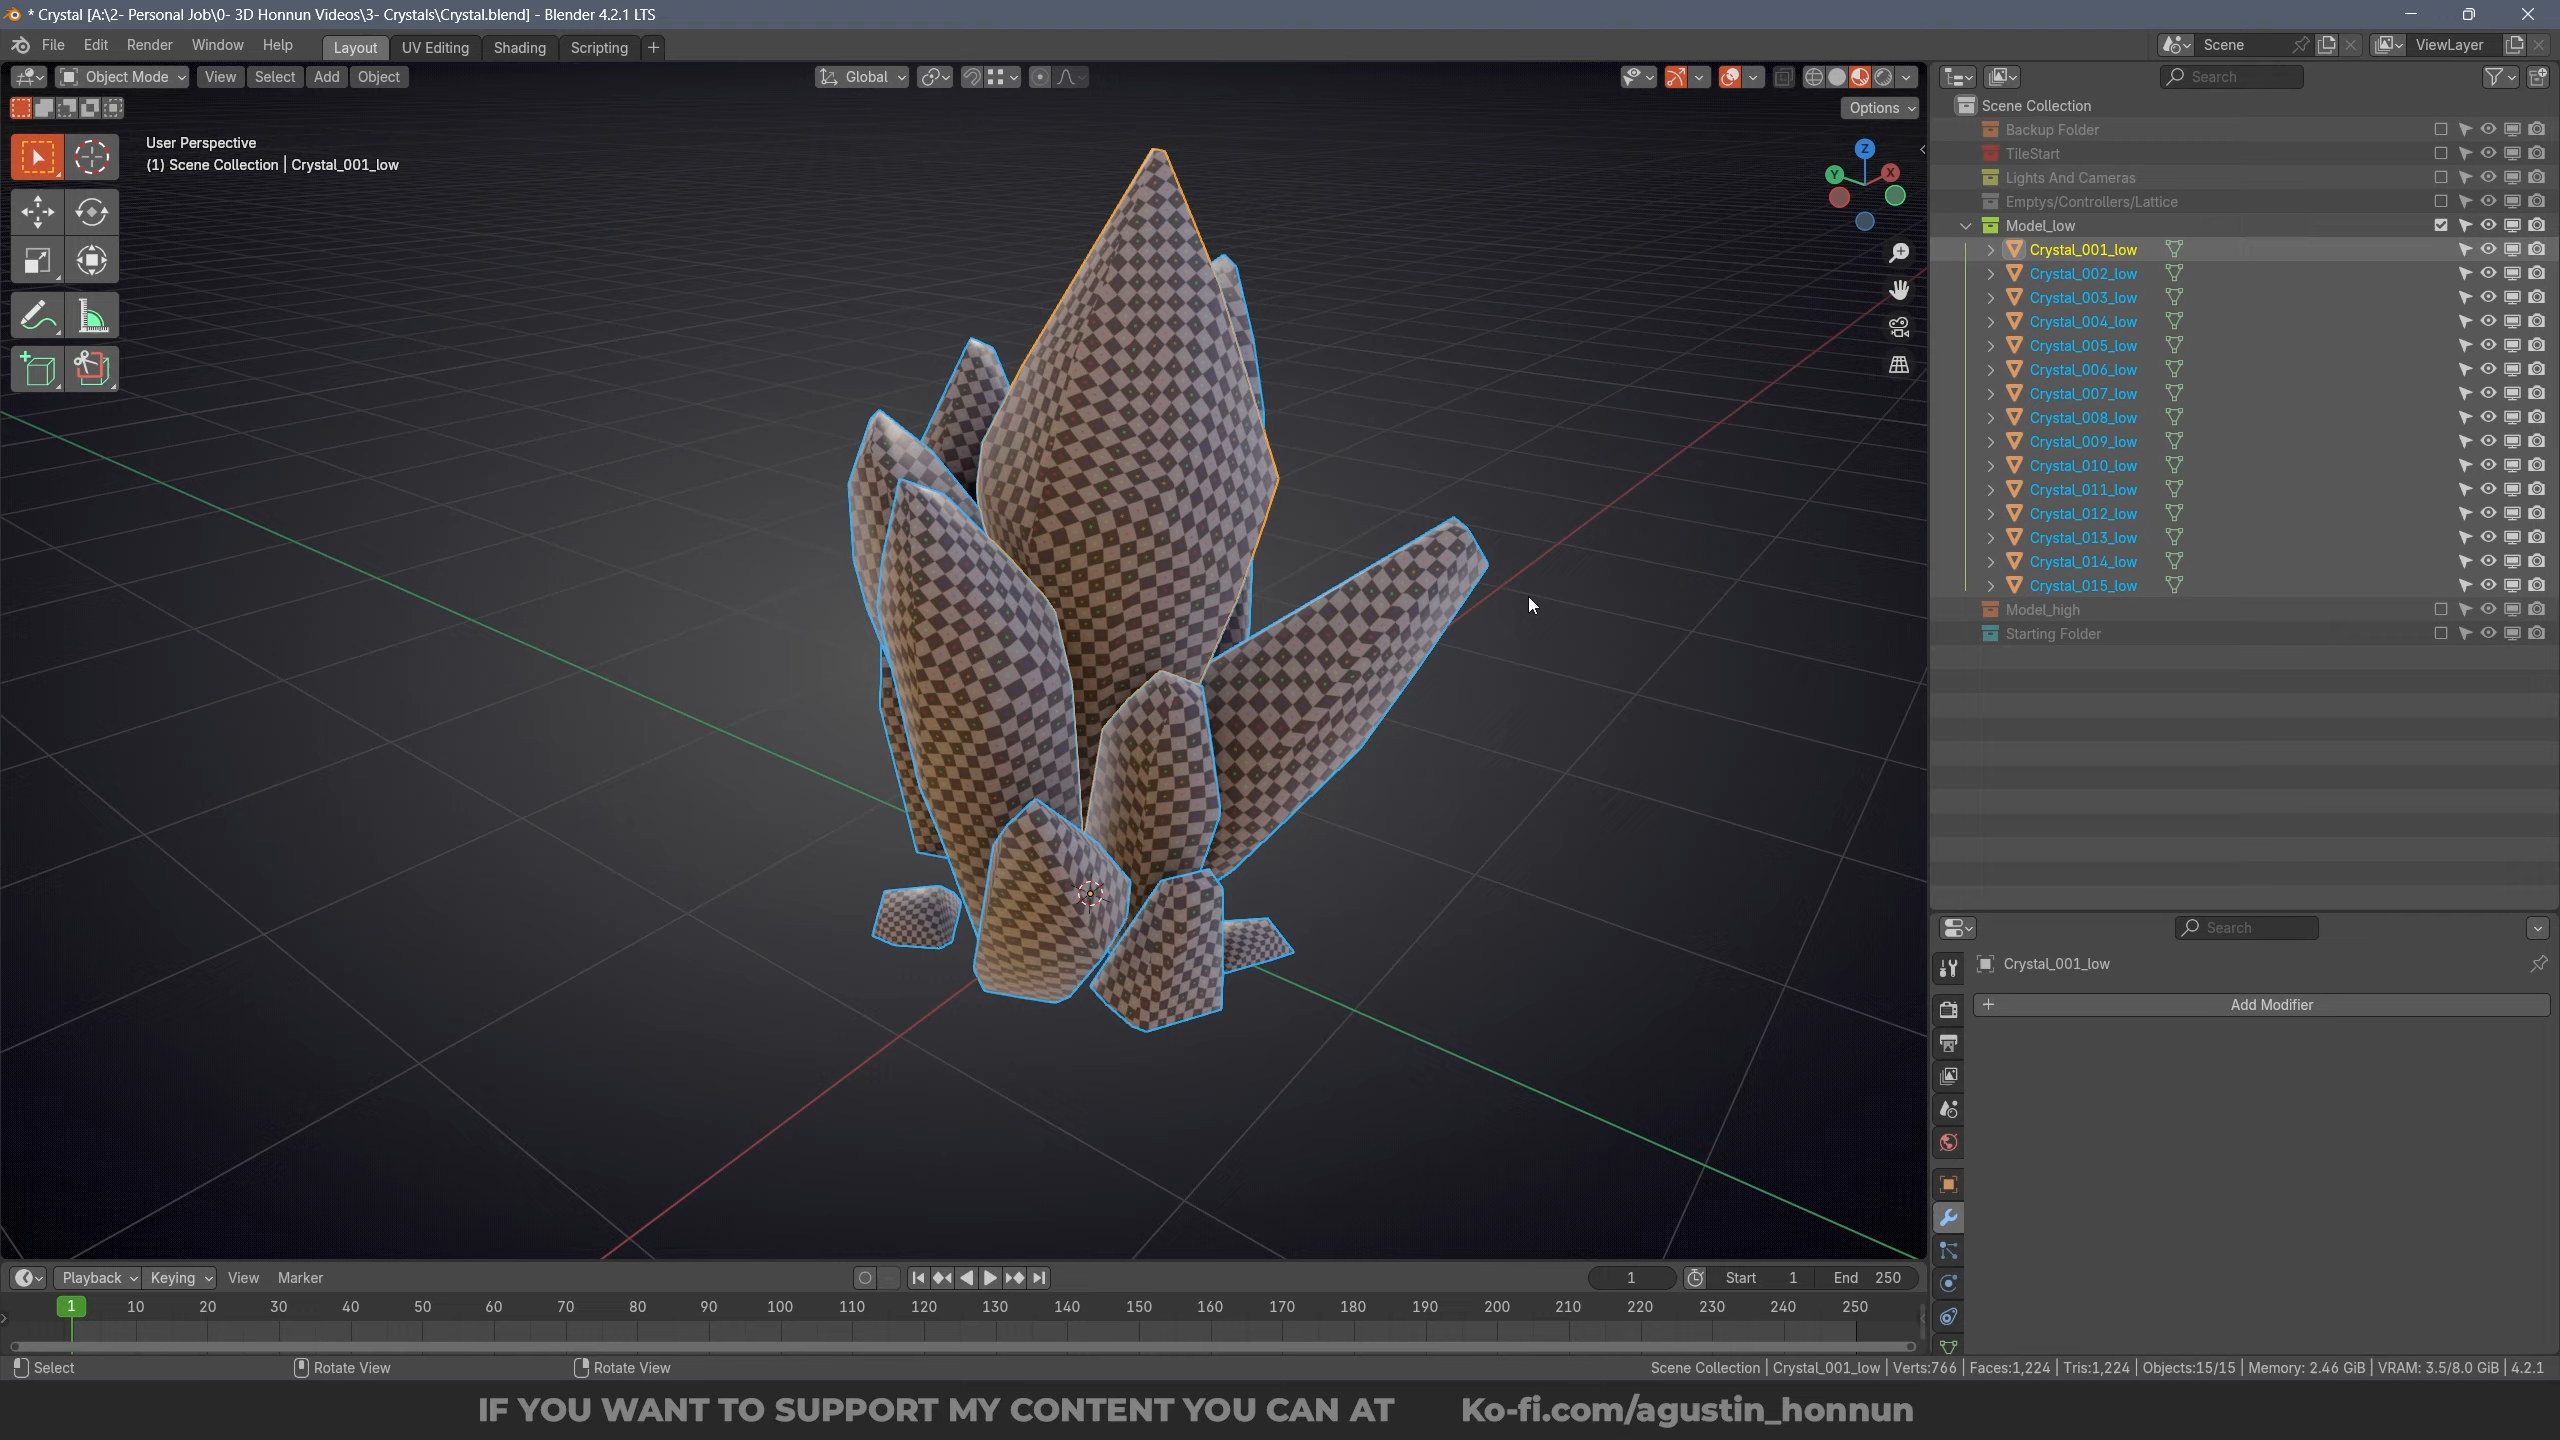 * Crystal [A:\2- Personal Job\0- 3D Honnun Videos\3- Crystals\Crystal.blend] - Blender 4.2.1 LTS
File Edit Render Window Help Layout UV Editing Shading Scripting + Scene ViewLayer
Object Mode View Select Add Object Global Search
Options
User Perspective
(1) Scene Collection | Crystal_001_low
Z
Y X
Scene Collection
Backup Folder
TileStart
Lights And Cameras
Emptys/Controllers/Lattice
Model_low
Crystal_001_low
Crystal_002_low
Crystal_003_low
Crystal_004_low
Crystal_005_low
Crystal_006_low
Crystal_007_low
Crystal_008_low
Crystal_009_low
Crystal_010_low
Crystal_011_low
Crystal_012_low
Crystal_013_low
Crystal_014_low
Crystal_015_low
Model_high
Starting Folder
Search
Crystal_001_low
+ Add Modifier
Playback Keying View Marker 1 Start 1 End 250
1 10 20 30 40 50 60 70 80 90 100 110 120 130 140 150 160 170 180 190 200 210 220 230 240 250
Select Rotate View Rotate View Scene Collection | Crystal_001_low | Verts:766 | Faces:1,224 | Tris:1,224 | Objects:15/15 | Memory: 2.46 GiB | VRAM: 3.5/8.0 GiB | 4.2.1
IF YOU WANT TO SUPPORT MY CONTENT YOU CAN AT Ko-fi.com/agustin_honnun